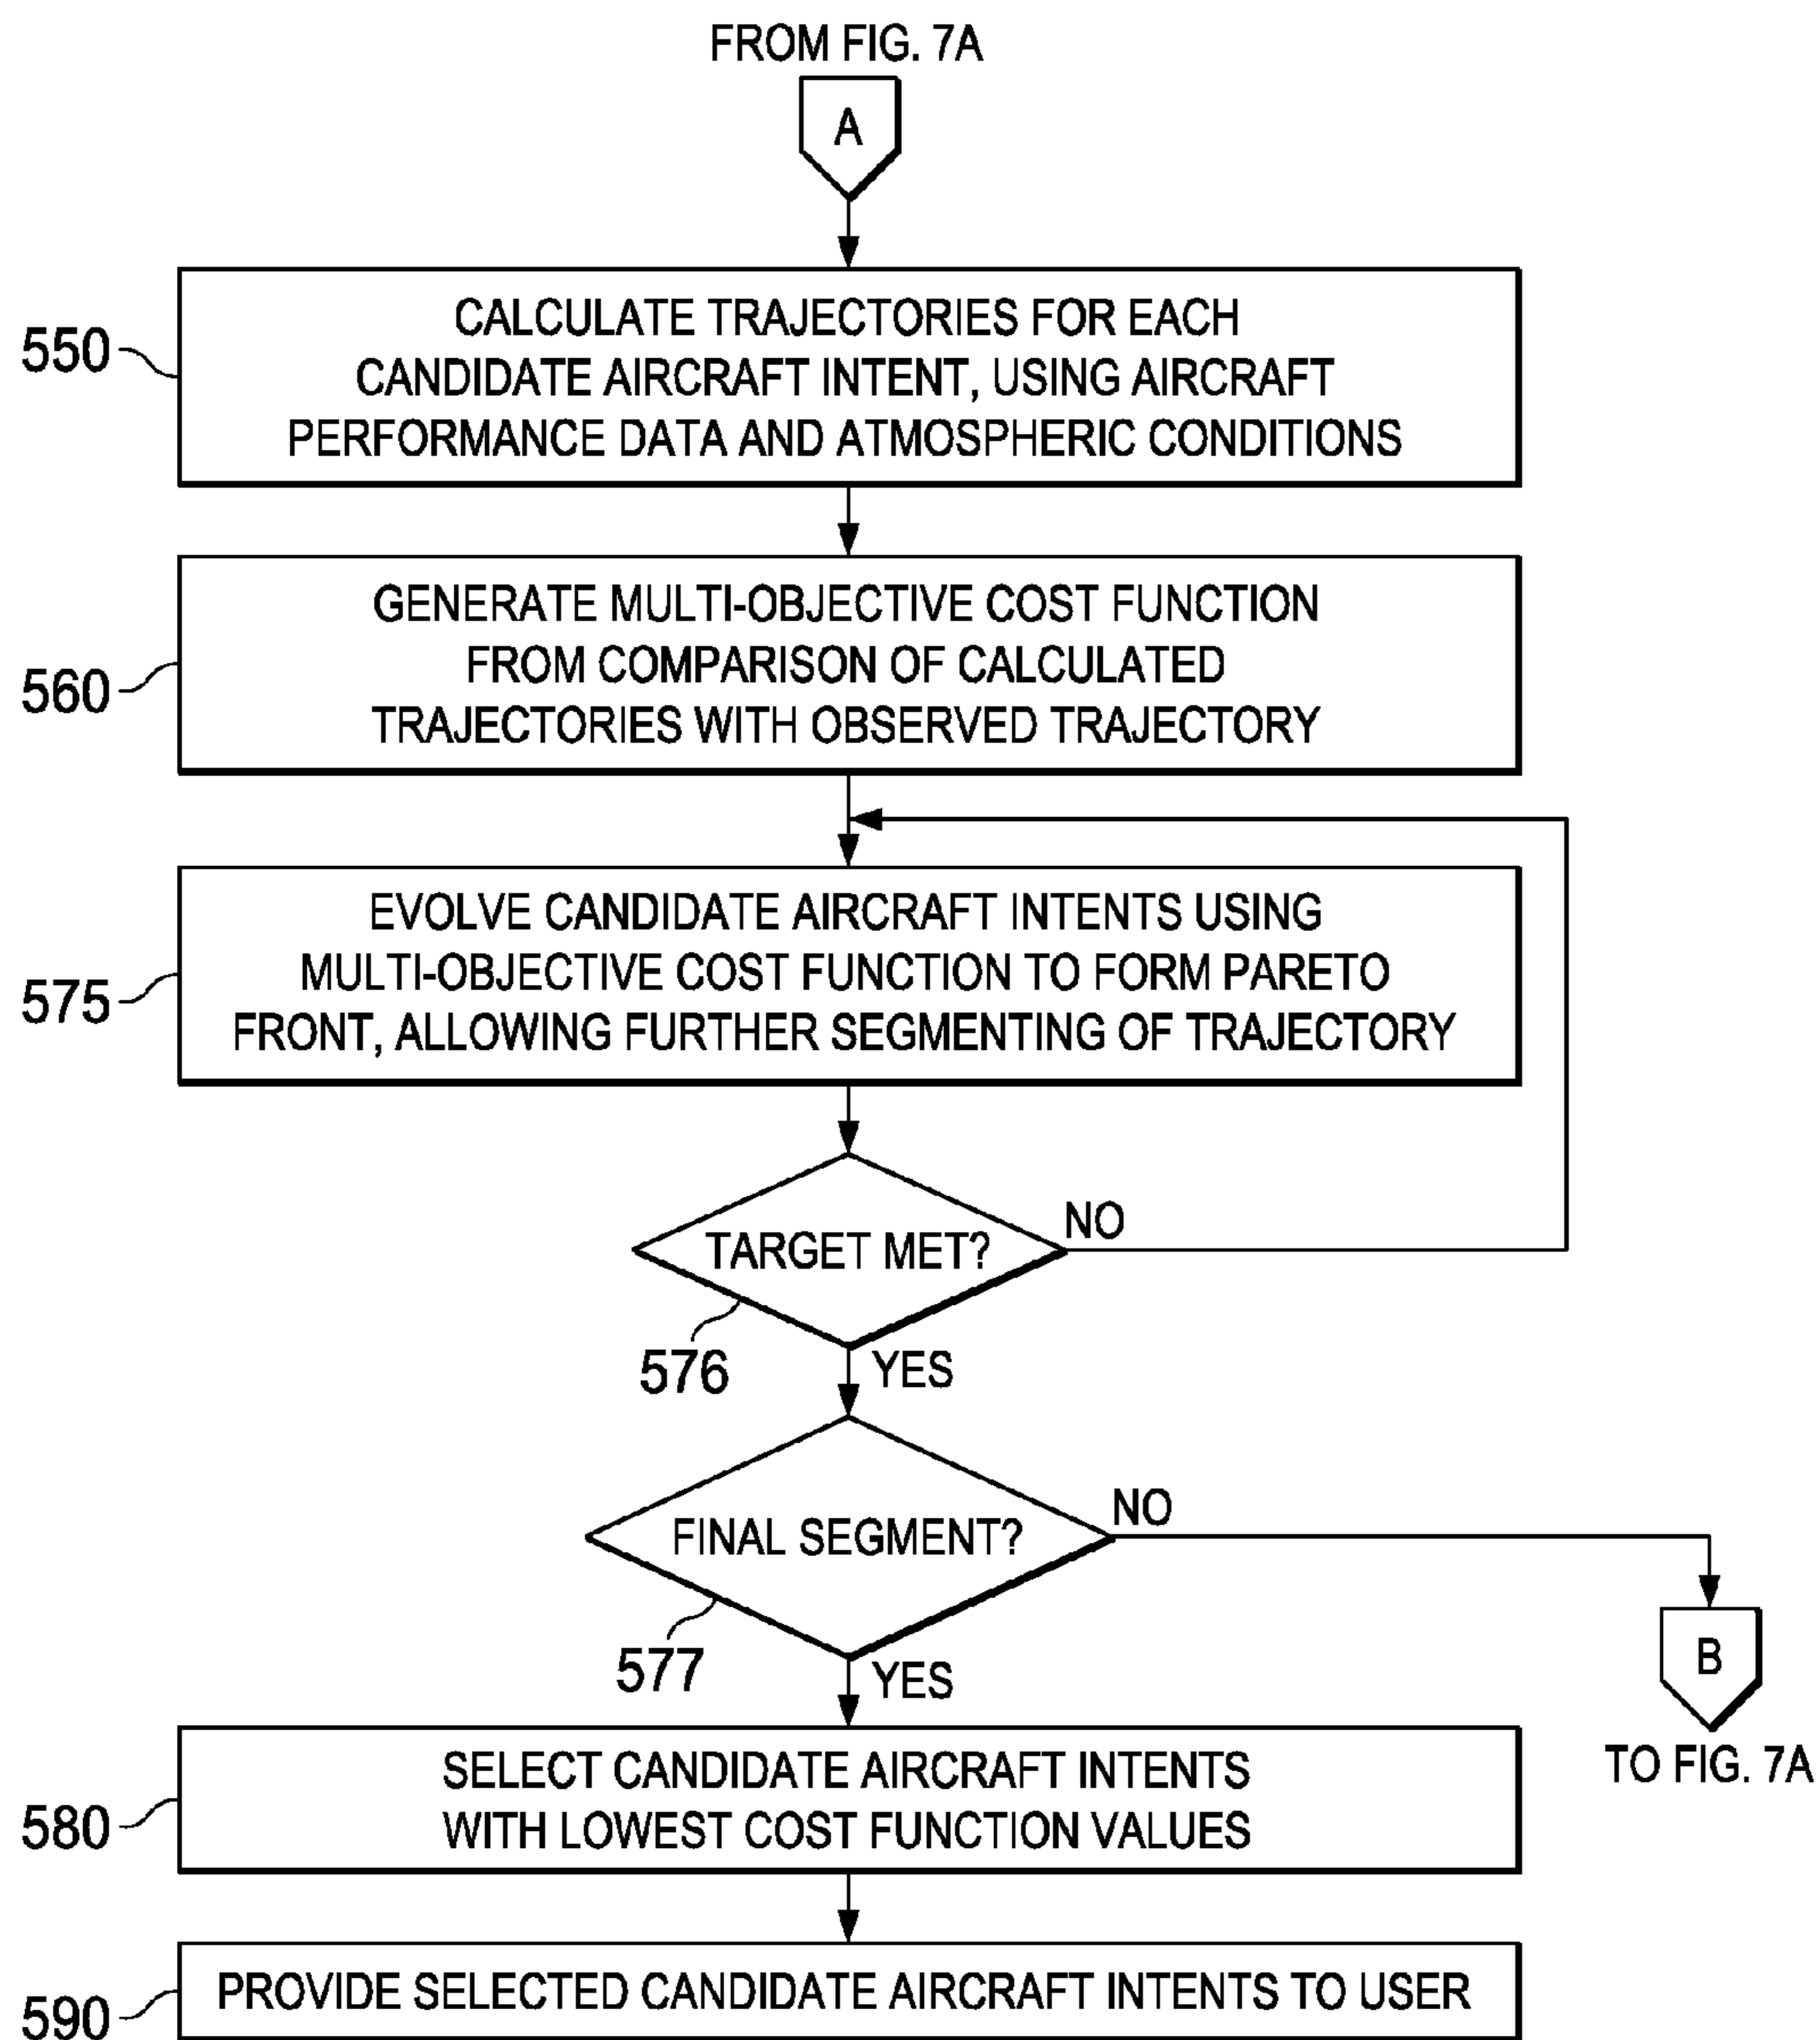 FROM FIG. 7A
A
550
CALCULATE TRAJECTORIES FOR EACH
CANDIDATE AIRCRAFT INTENT, USING AIRCRAFT
PERFORMANCE DATA AND ATMOSPHERIC CONDITIONS
560
GENERATE MULTI-OBJECTIVE COST FUNCTION
FROM COMPARISON OF CALCULATED
TRAJECTORIES WITH OBSERVED TRAJECTORY
575
EVOLVE CANDIDATE AIRCRAFT INTENTS USING
MULTI-OBJECTIVE COST FUNCTION TO FORM PARETO
FRONT, ALLOWING FURTHER SEGMENTING OF TRAJECTORY
TARGET MET?
NO
576
YES
FINAL SEGMENT?
NO
577
YES
B
TO FIG. 7A
580
SELECT CANDIDATE AIRCRAFT INTENTS
WITH LOWEST COST FUNCTION VALUES
590
PROVIDE SELECTED CANDIDATE AIRCRAFT INTENTS TO USER